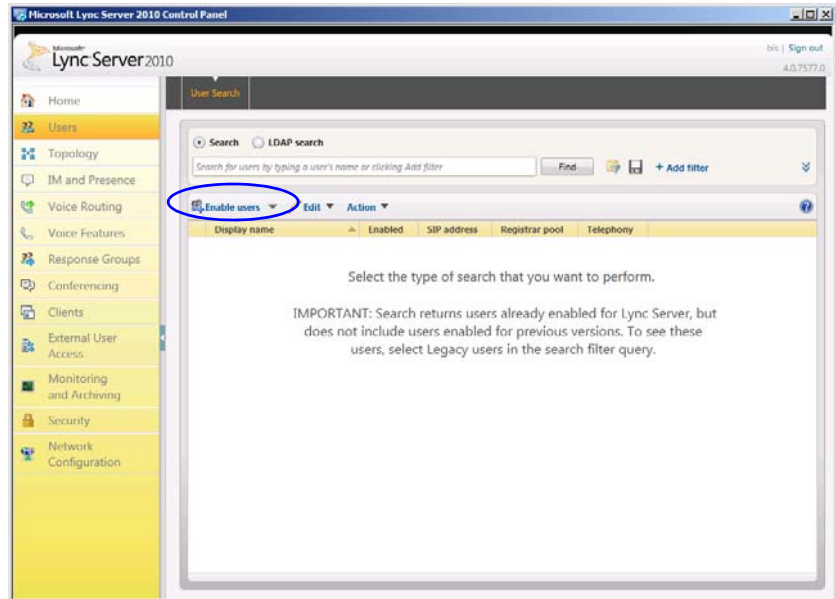 Microsoft Lync Server 2010 Control Panel
Microsoft
Lync Server 2010
| Sign out
4.0.7577.0
Home
Users
Topology
IM and Presence
Voice Routing
Voice Features
Response Groups
Conferencing
Clients
External User
Access
Monitoring
and Archiving
Security
Network
Configuration
User Search
Search LDAP search
Search for users by typing a user's name or clicking Add filter
Find
+ Add filter
Enable users Edit Action
Display name Enabled SIP address Registrar pool Telephony
Select the type of search that you want to perform.
IMPORTANT: Search returns users already enabled for Lync Server, but
does not include users enabled for previous versions. To see these
users, select Legacy users in the search filter query.